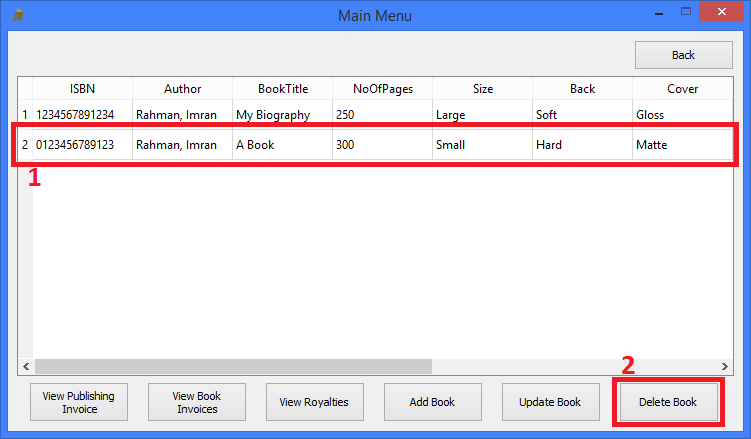 Main Menu
Back
ISBN Author BookTitle NoOfPages Size Back Cover
1 1234567891234 Rahman, Imran My Biography 250 Large Soft Gloss
2 0123456789123 Rahman, Imran A Book 300 Small Hard Matte
1
2
View Publishing
Invoice
View Book
Invoices
View Royalties
Add Book
Update Book
Delete Book